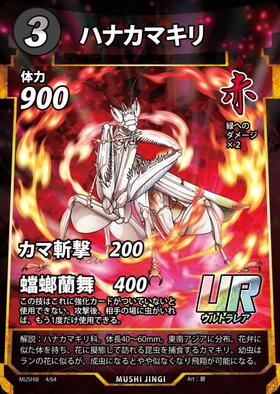 3
ハナカマキリ
体力
900
赤
緑への
ダメージ
×2
カマ斬撃 200
蟷螂蘭舞 400
この技はこれに強化カードがついていないと
使用できない。攻撃後、相手の場に虫がいれ
ば、もう1度だけ使用できる。
UR
ウルトラレア
解説：ハナカマキリ科。体長40～60mm、東南アジアに分布。花弁に
似た体を持ち、花に擬態して訪れる昆虫を捕食するカマキリ。幼虫は
ランの花に似るが、成虫になるとやや似なくなり飛翔が可能になる。
MUSHI8 4/64
MUSHI JINGI
Art：碧